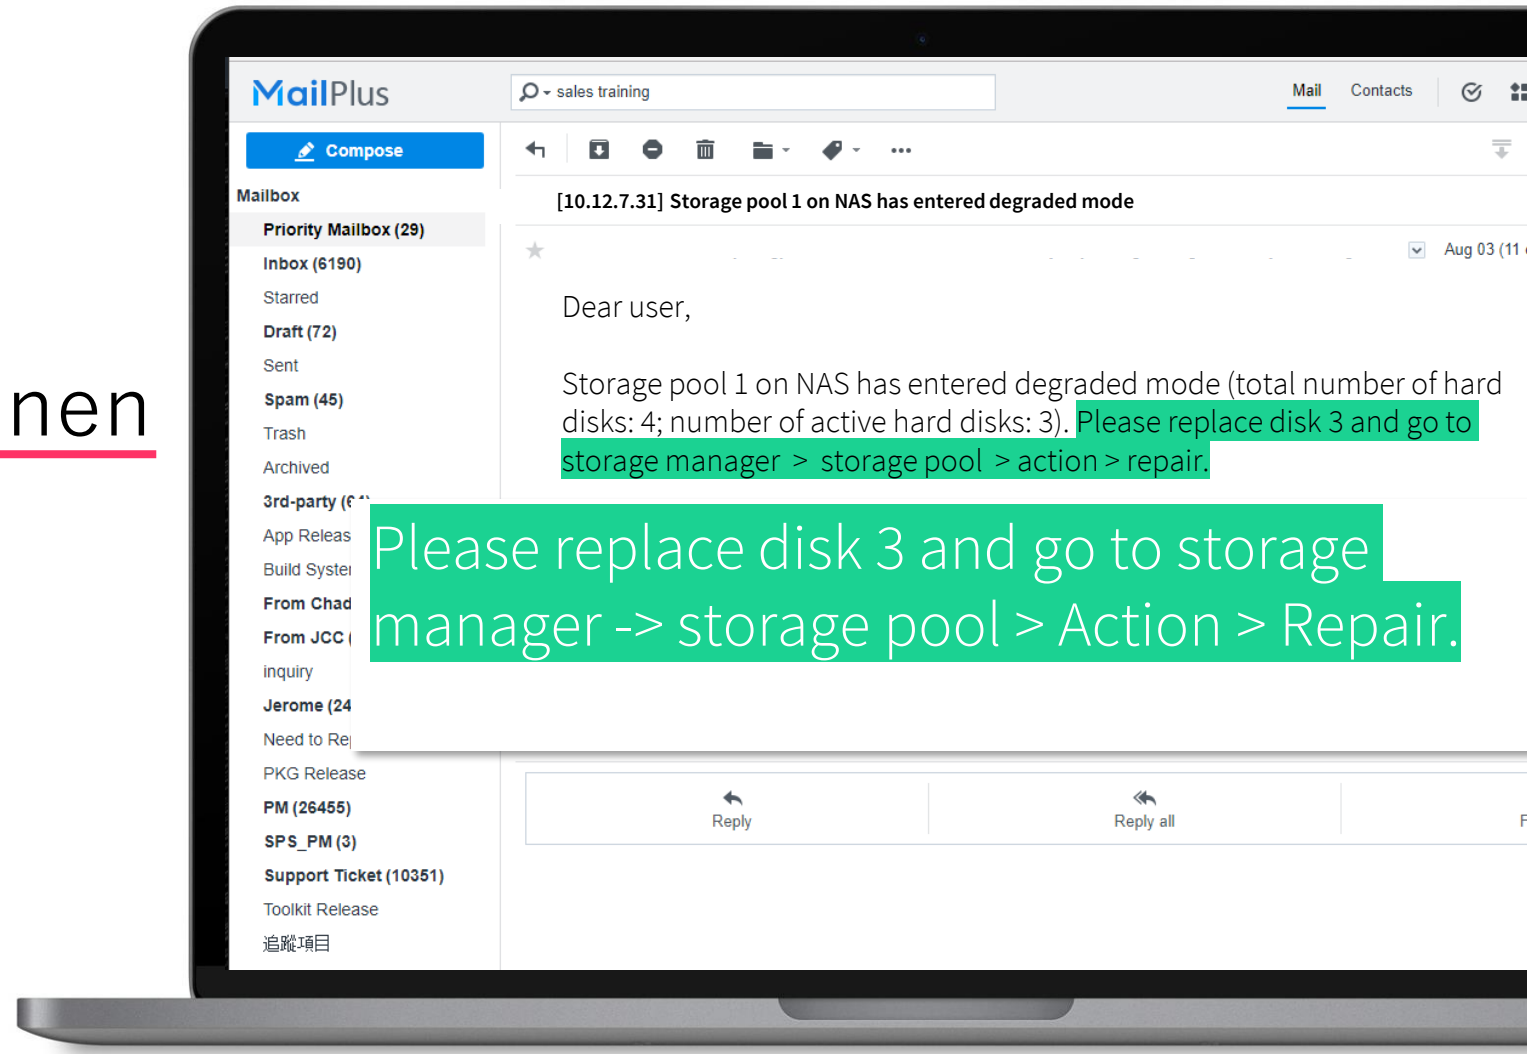 nen
MailPlus
sales training
Mail
Contacts
Compose
Mailbox
Priority Mailbox (29)
Inbox (6190)
Starred
Draft (72)
Sent
Spam (45)
Trash
Archived
3rd-party
App Releas
Build Syster
From Chad
From JCC (
inquiry
Jerome (24
Need to Re
PKG Release
PM (26455)
SPS_PM (3)
Support Ticket (10351)
Toolkit Release
追蹤項目
[10.12.7.31] Storage pool 1 on NAS has entered degraded mode
Aug 03 (11
Dear user,
Storage pool 1 on NAS has entered degraded mode (total number of hard
disks: 4; number of active hard disks: 3). Please replace disk 3 and go to
storage manager > storage pool > action > repair.
Please replace disk 3 and go to storage
manager -> storage pool > Action > Repair.
Reply
Reply all
F